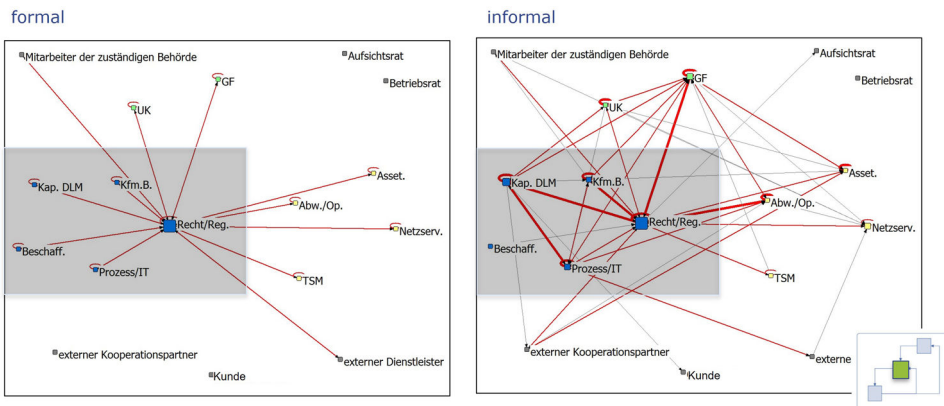 formal
Mitarbeiter der zuständigen Behörde
Aufsichtsrat
GF
Betriebsrat
UK
Kap. DLM
Kfm.B.
Asset.
Abw./Op.
Recht/Reg.
Netzserv.
Beschaff.
Prozess/IT
TSM
externer Kooperationspartner
externer Dienstleister
Kunde
informal
Mitarbeiter der zuständigen Behörde
Aufsichtsrat
GF
Betriebsrat
UK
Kap. DLM
Kfm.B.
Asset.
Abw./Op.
Recht/Reg.
Netzserv.
Beschaff.
Prozess/IT
TSM
externer Kooperationspartner
externe
Kunde